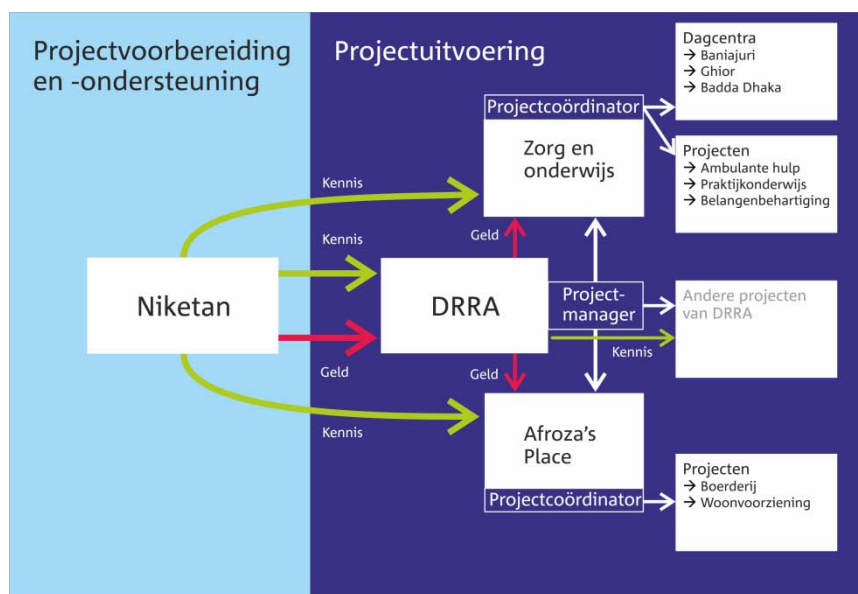 Projectvoorbereiding
en -ondersteuning
Projectuitvoering
Dagcentra
→ Baniajuri
→ Ghior
→ Badda Dhaka
Projectcoördinator
Zorg en
onderwijs
Projecten
→ Ambulante hulp
→ Praktijkonderwijs
→ Belangenbehartiging
Kennis
Kennis
Geld
Niketan
DRRA
Project-
manager
Andere projecten
van DRRA
Kennis
Geld
Geld
Kennis
Afroza's
Place
Projectcoördinator
Projecten
→ Boerderij
→ Woonvoorziening